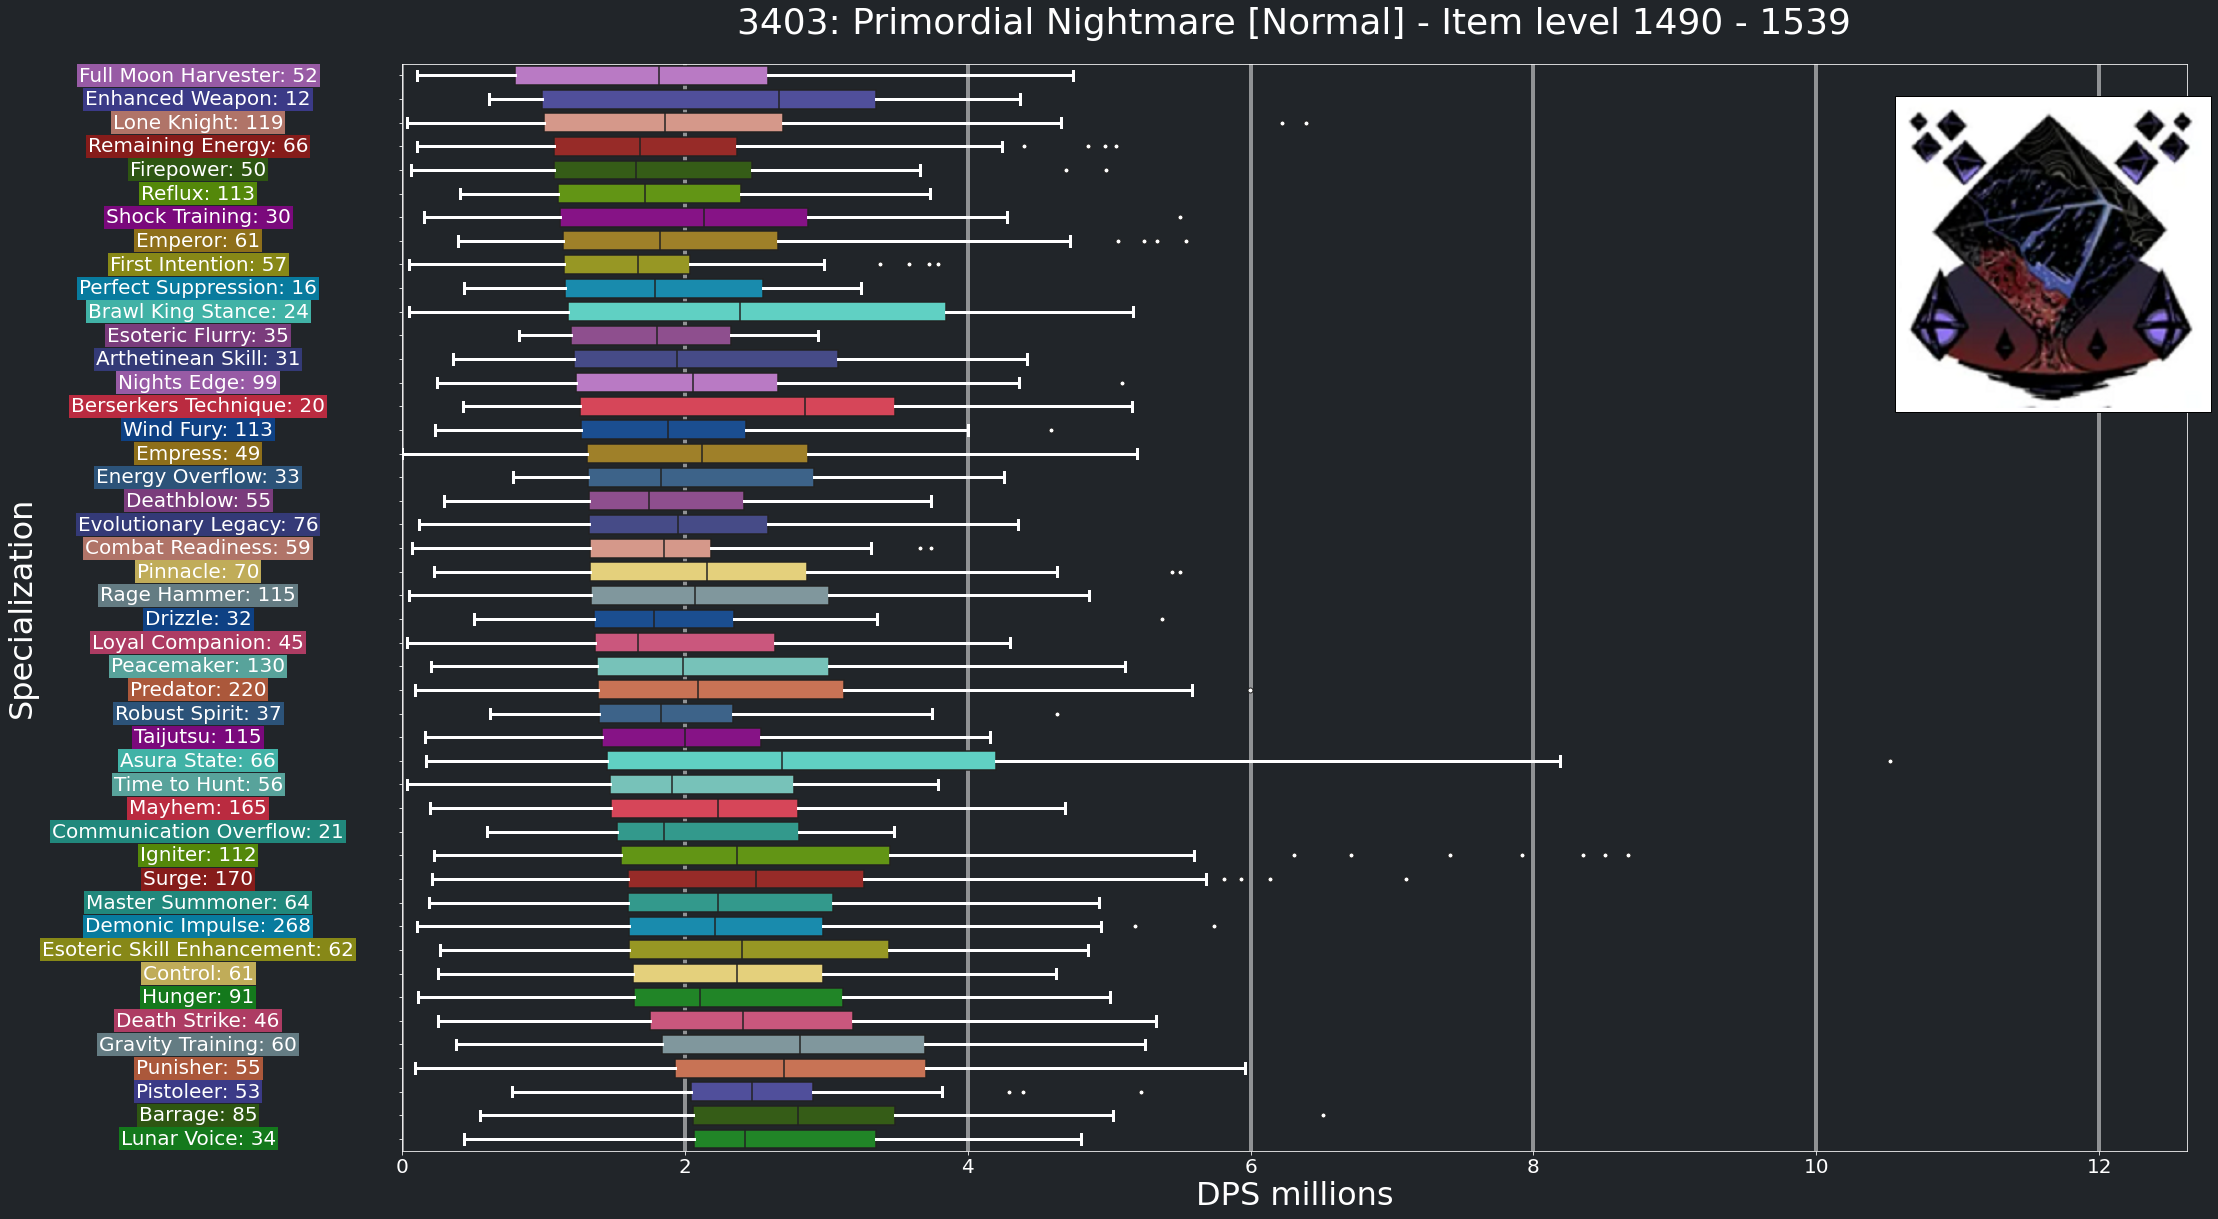 3403: Primordial Nightmare [Normal] - Item level 1490 - 1539
Full Moon Harvester: 52
Enhanced Weapon: 12
Lone Knight: 119
Remaining Energy: 66
Firepower: 50
Reflux: 113
Shock Training: 30
Emperor: 61
First Intention: 57
Perfect Suppression: 16
Brawl King Stance: 24
Esoteric Flurry: 35
Arthetinean Skill: 31
Nights Edge: 99
Berserkers Technique: 20
Wind Fury: 113
Empress: 49
Energy Overflow: 33
Deathblow: 55
Evolutionary Legacy: 76
Combat Readiness: 59
Pinnacle: 70
Rage Hammer: 115
Drizzle: 32
Loyal Companion: 45
Peacemaker: 130
Predator: 220
Robust Spirit: 37
Taijutsu: 115
Asura State: 66
Time to Hunt: 56
Mayhem: 165
Communication Overflow: 21
Igniter: 112
Surge: 170
Master Summoner: 64
Demonic Impulse: 268
Esoteric Skill Enhancement: 62
Control: 61
Hunger: 91
Death Strike: 46
Gravity Training: 60
Punisher: 55
Pistoleer: 53
Barrage: 85
Lunar Voice: 34
Specialization
0 2 4 6 8 10 12
DPS millions